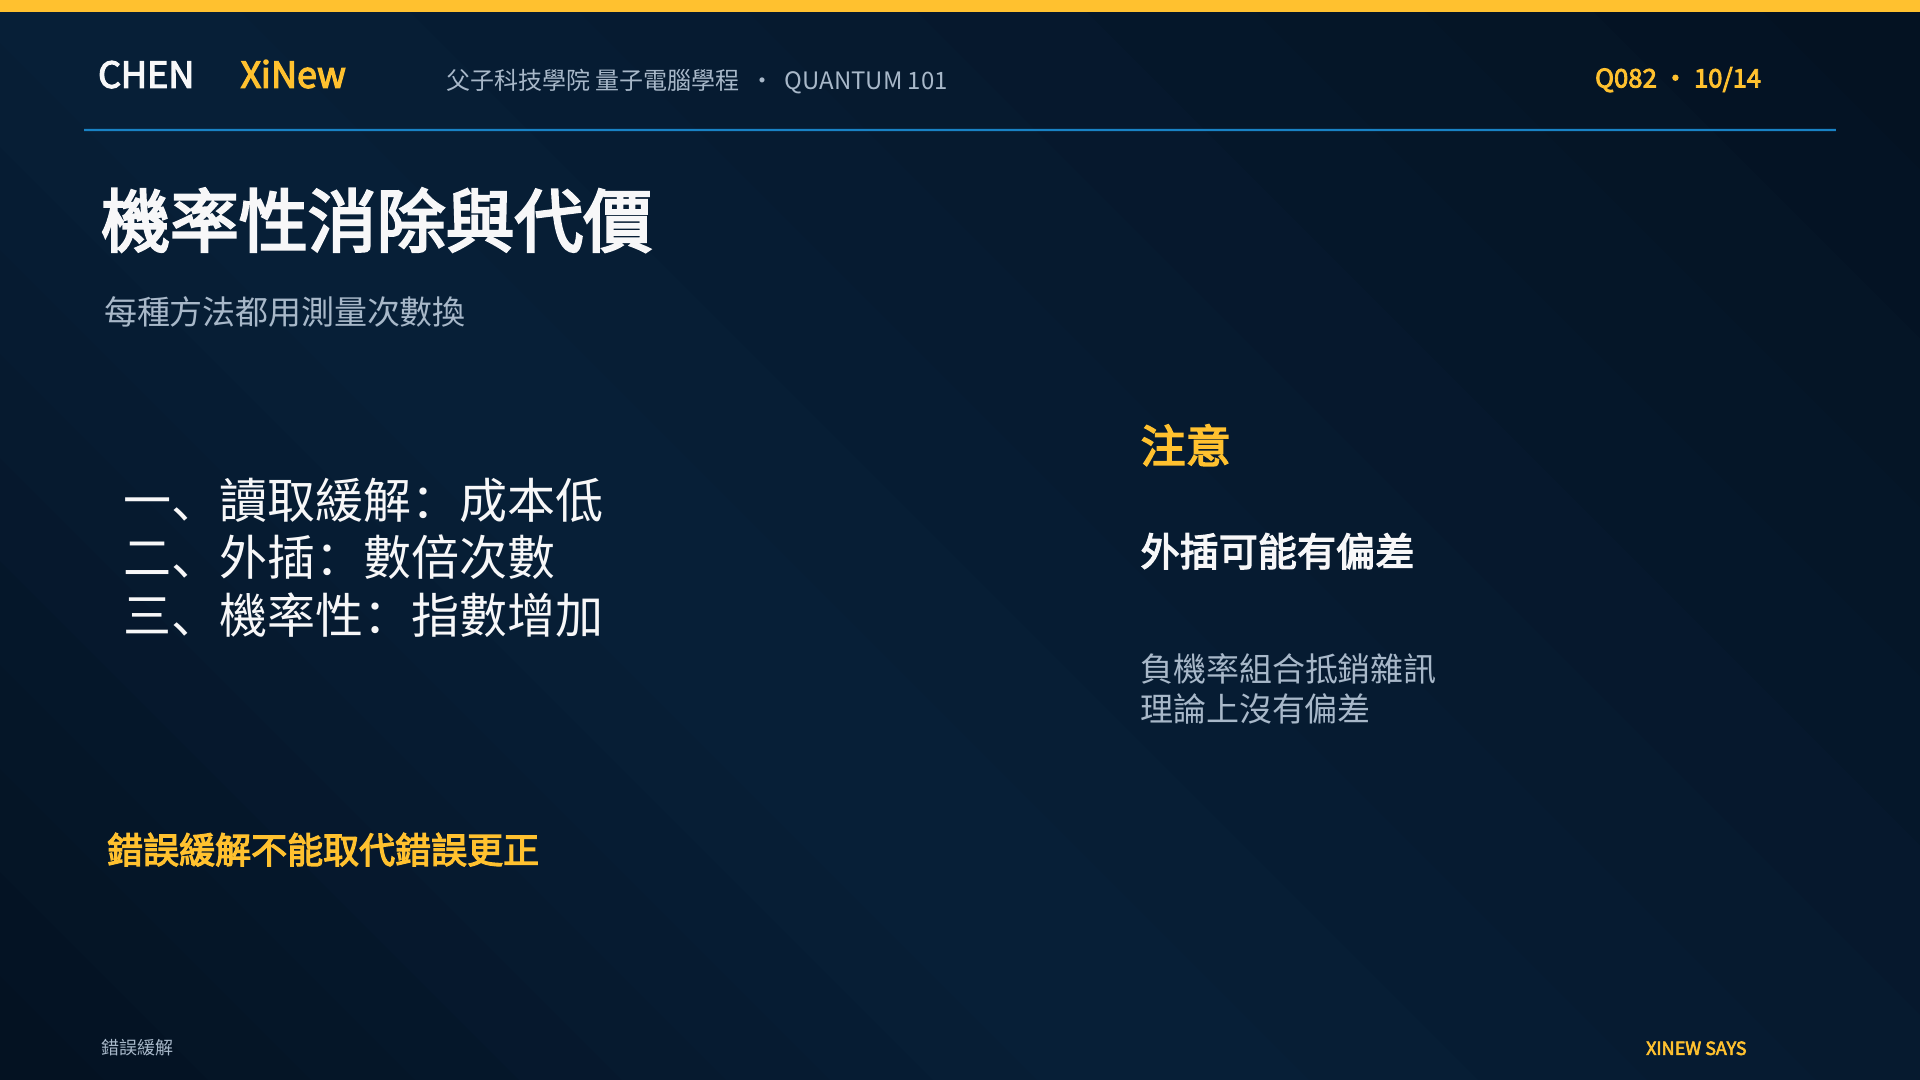 CHEN XiNew 父子科技學院 量子電腦學程 · QUANTUM 101 Q082 · 10/14
機率性消除與代價
每種方法都用測量次數換
一、讀取緩解：成本低
二、外插：數倍次數
三、機率性：指數增加
注意
外插可能有偏差
負機率組合抵銷雜訊
理論上沒有偏差
錯誤緩解不能取代錯誤更正
錯誤緩解
XINEW SAYS